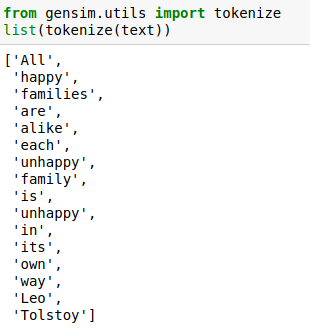 from gensim.utils import tokenize
list(tokenize(text))
['All',
'happy',
'families',
'are',
'alike',
'each',
'unhappy',
'family',
'is',
'unhappy',
'in',
'its',
'own',
'way',
'Leo',
'Tolstoy']